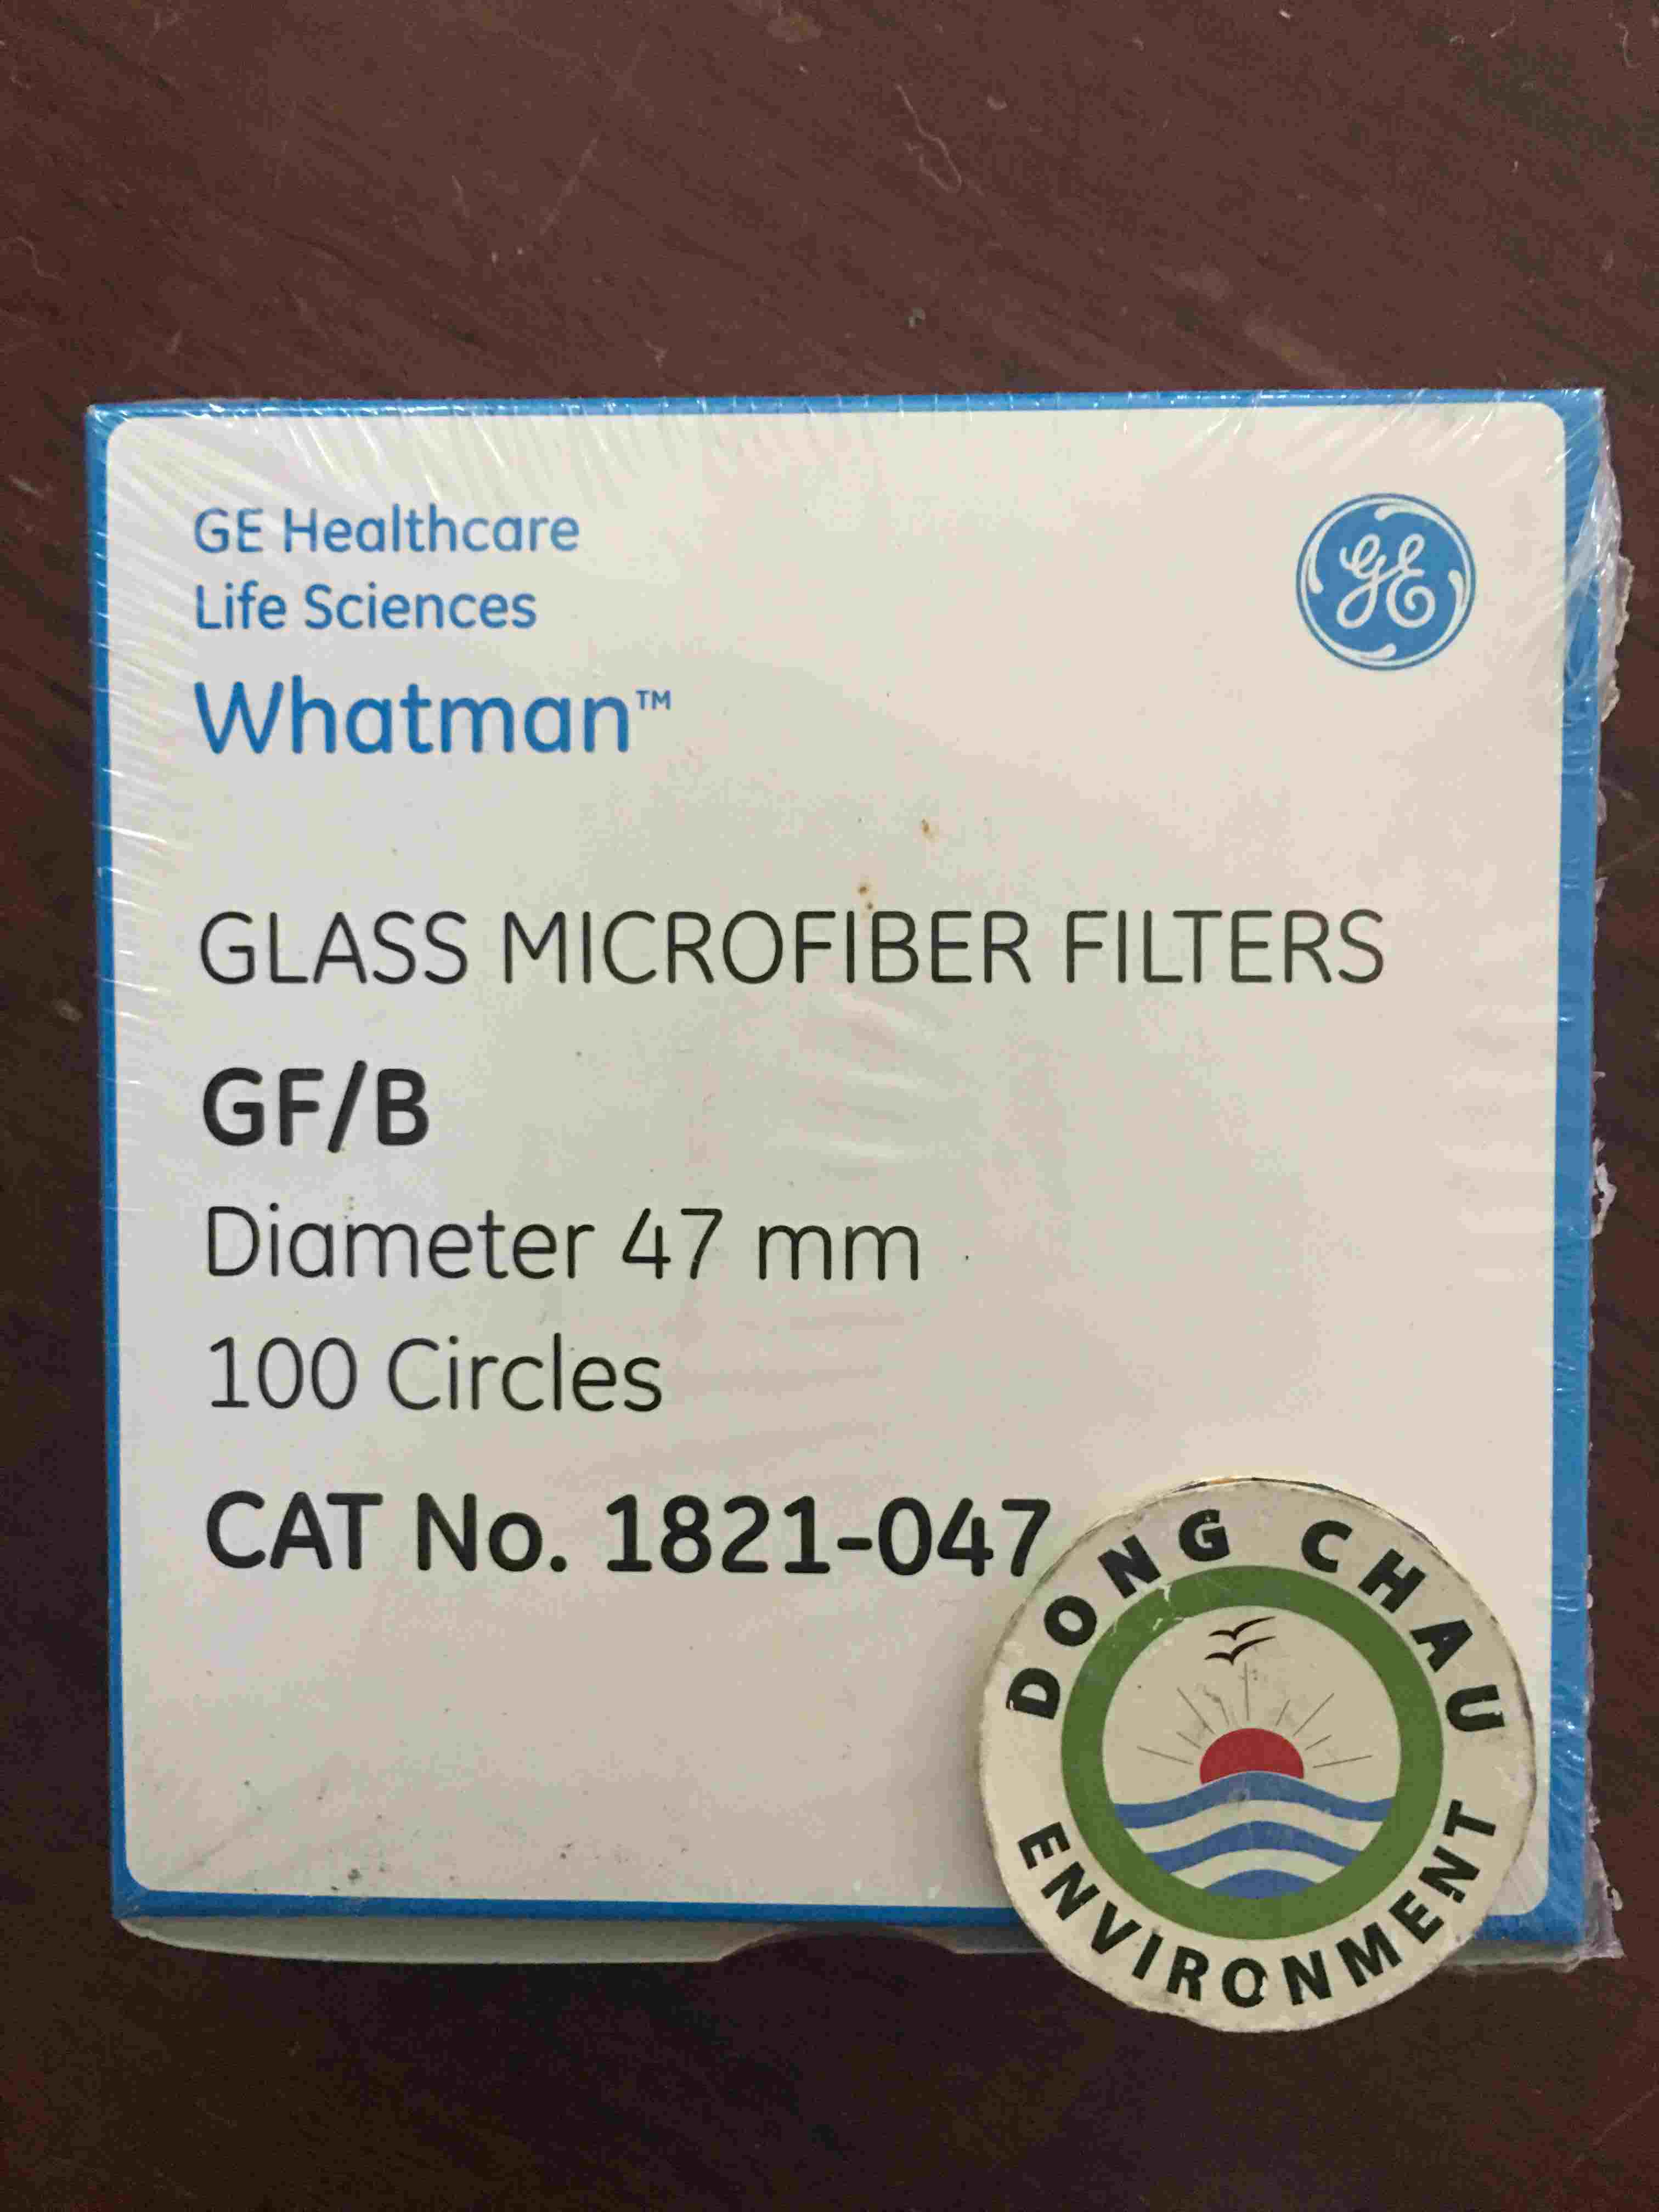 GE Healthcare
Life Sciences
Whatman™
GE
GLASS MICROFIBER FILTERS
GF/B
Diameter 47 mm
100 Circles
CAT No. 1821-047
DONG CHAU
ENVIRONMENT